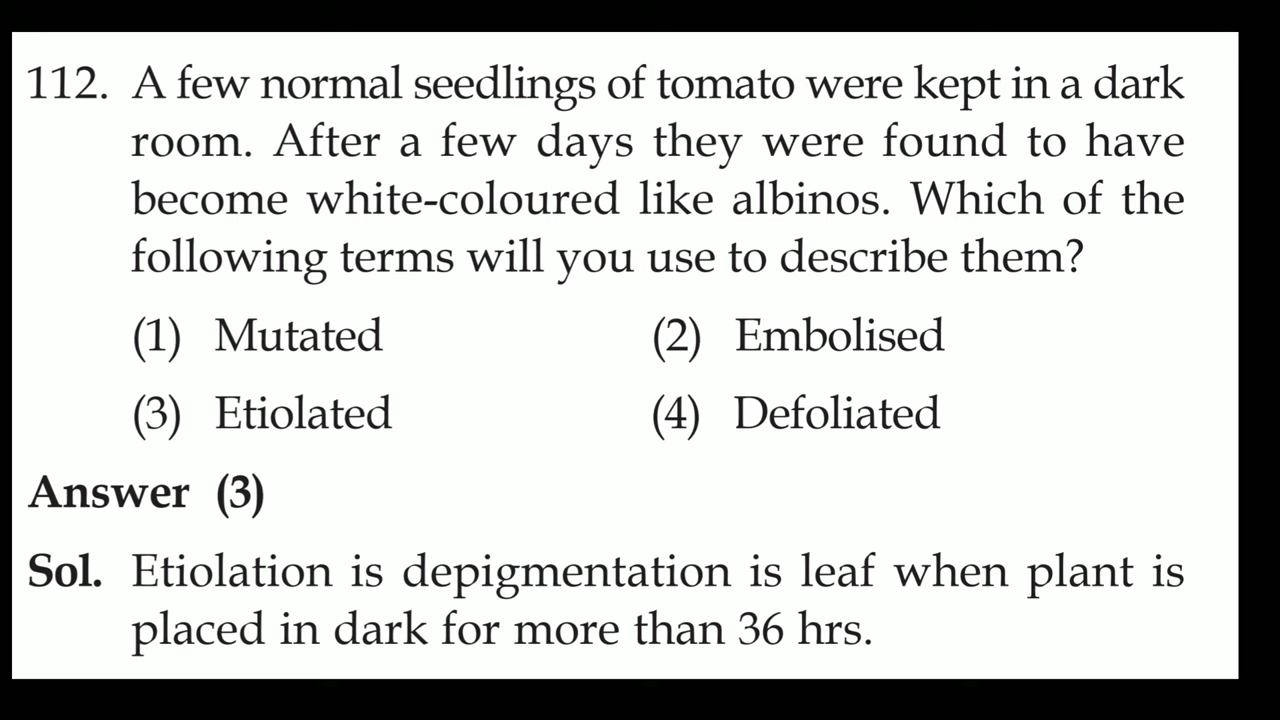 112. A few normal seedlings of tomato were kept in a dark
room. After a few days they were found to have
become white-coloured like albinos. Which of the
following terms will you use to describe them?
(1) Mutated (2) Embolised
(3) Etiolated (4) Defoliated
Answer (3)
Sol. Etiolation is depigmentation is leaf when plant is
placed in dark for more than 36 hrs.